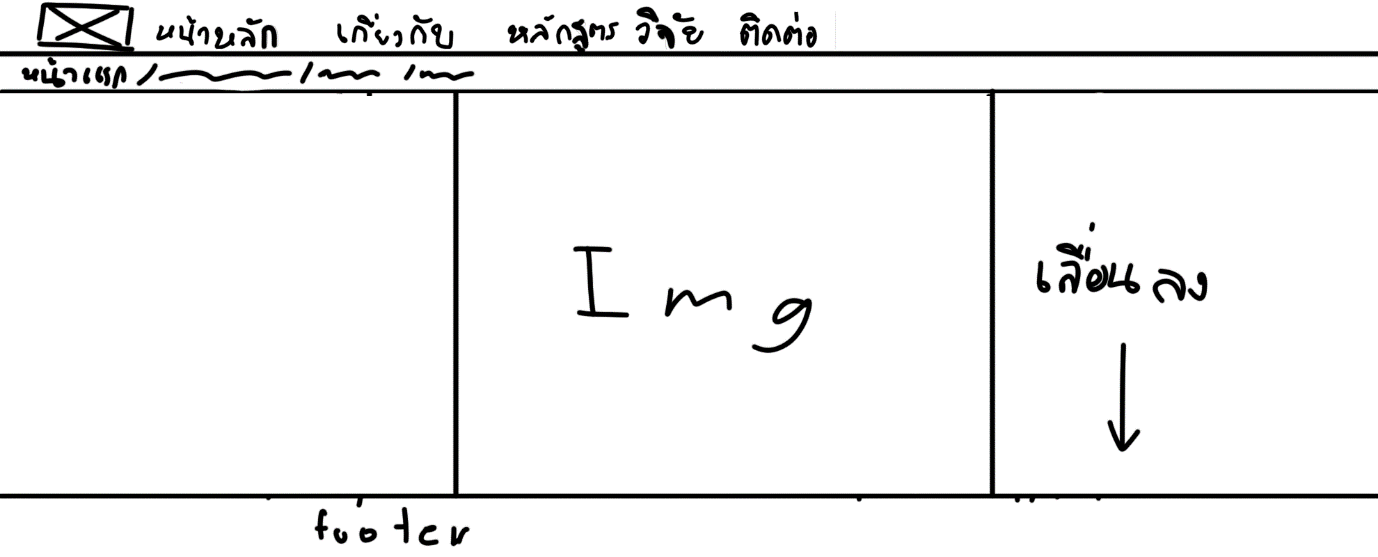 หน้าหลัก เกี่ยวกับ หลักสูตร วิจัย ติดต่อ
หน้าแรก / / /
Img
เลื่อนลง
footer